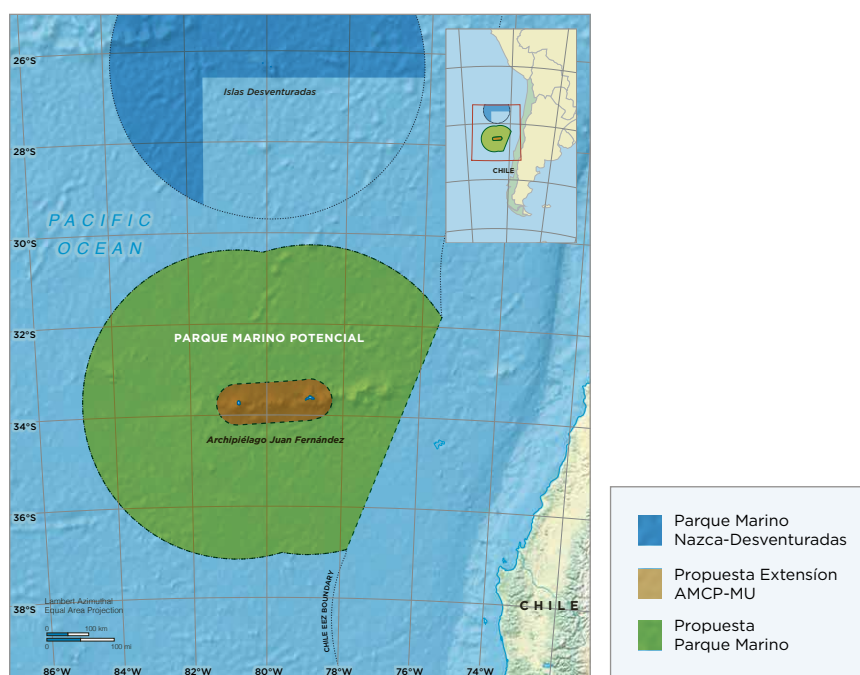 26°S
28°S
30°S
32°S
34°S
36°S
38°S
Islas Desventuradas
PACIFIC
OCEAN
PARQUE MARINO POTENCIAL
Archipiélago Juan Fernández
CHILE EEZ BOUNDARY
CHILE
CHILE
Lambert Azimuthal
Equal Area Projection
0 100 km
0 100 mi
86°W 84°W 82°W 80°W 78°W 76°W 74°W
Parque Marino
Nazca-Desventuradas
Propuesta Extensíon
AMCP-MU
Propuesta
Parque Marino